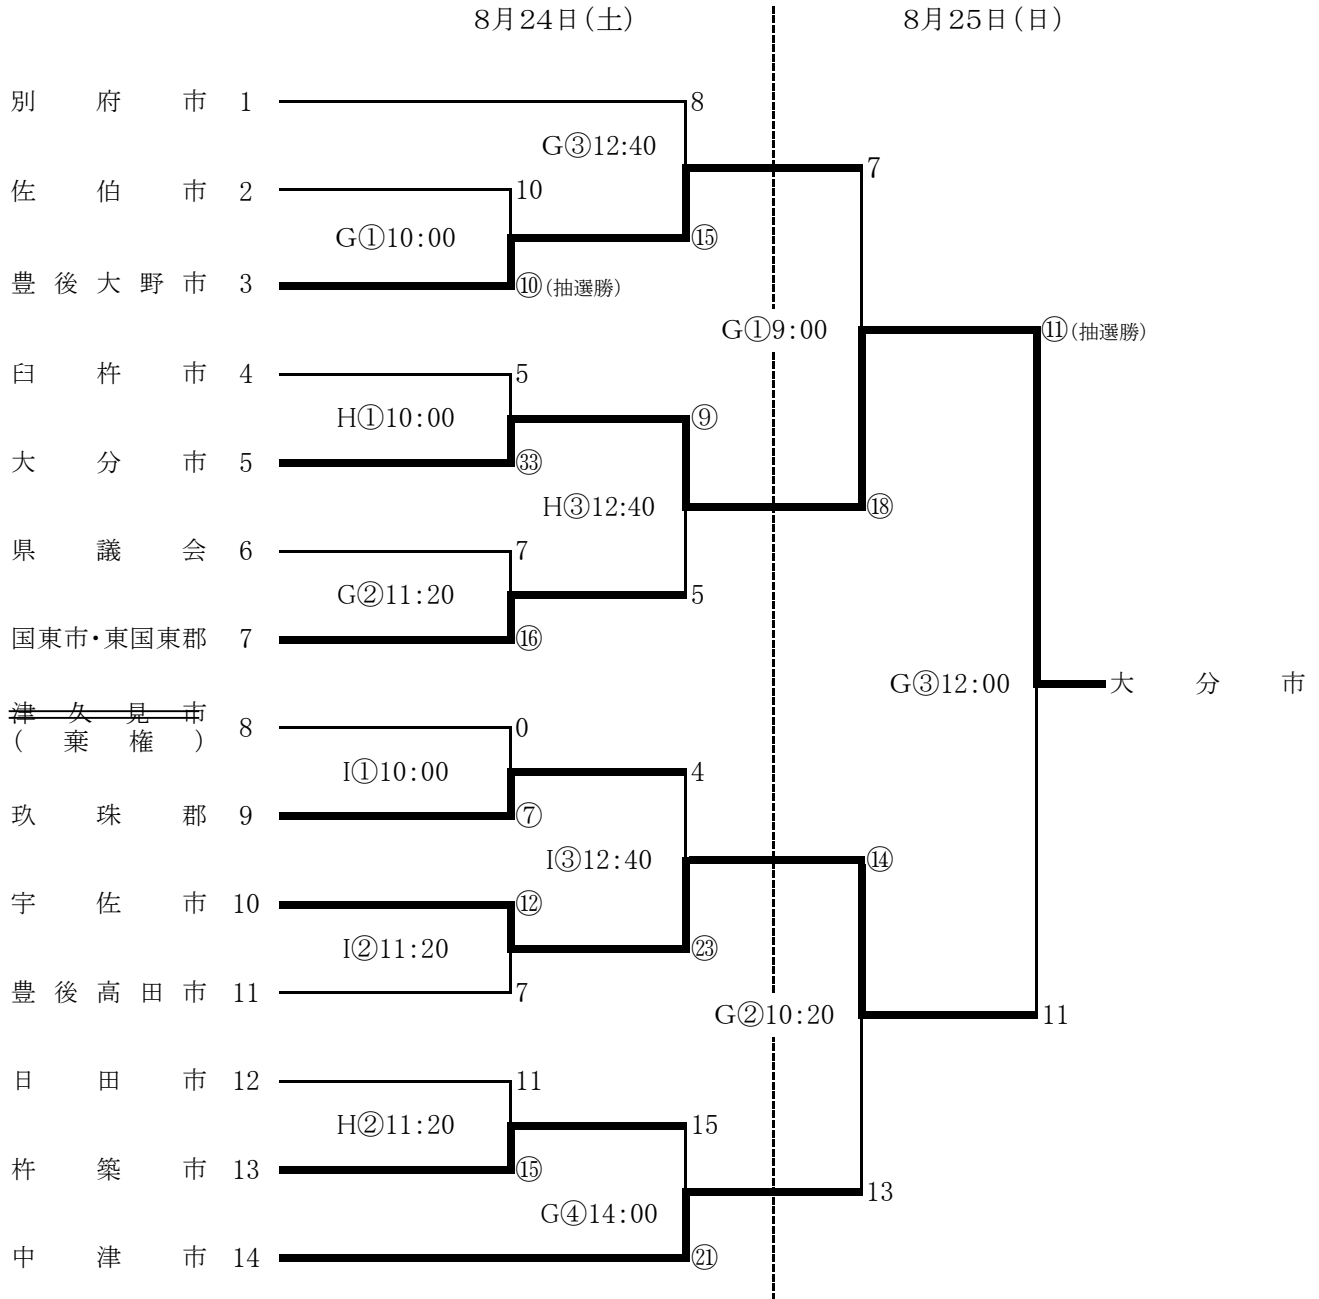 8月24日(土) 8月25日(日)
別府市 1 8
G③12:40
佐伯市 2 10 7
G①10:00 ⑮
豊後大野市 3 ⑩(抽選勝)
G①9:00 ⑪(抽選勝)
臼杵市 4 5
H①10:00 ⑨
大分市 5 ㉝
H③12:40 ⑱
県議会 6 7
G②11:20 5
国東市・東国東郡 7 ⑯
G③12:00 大分市
津久見市
(棄権) 8 0
I①10:00 4
玖珠郡 9 ⑦
I③12:40 ⑭
宇佐市 10 ⑫
I②11:20 ㉓
豊後高田市 11 7
G②10:20 11
日田市 12 11
H②11:20 15
杵築市 13 ⑮ 13
G④14:00
中津市 14 ㉑